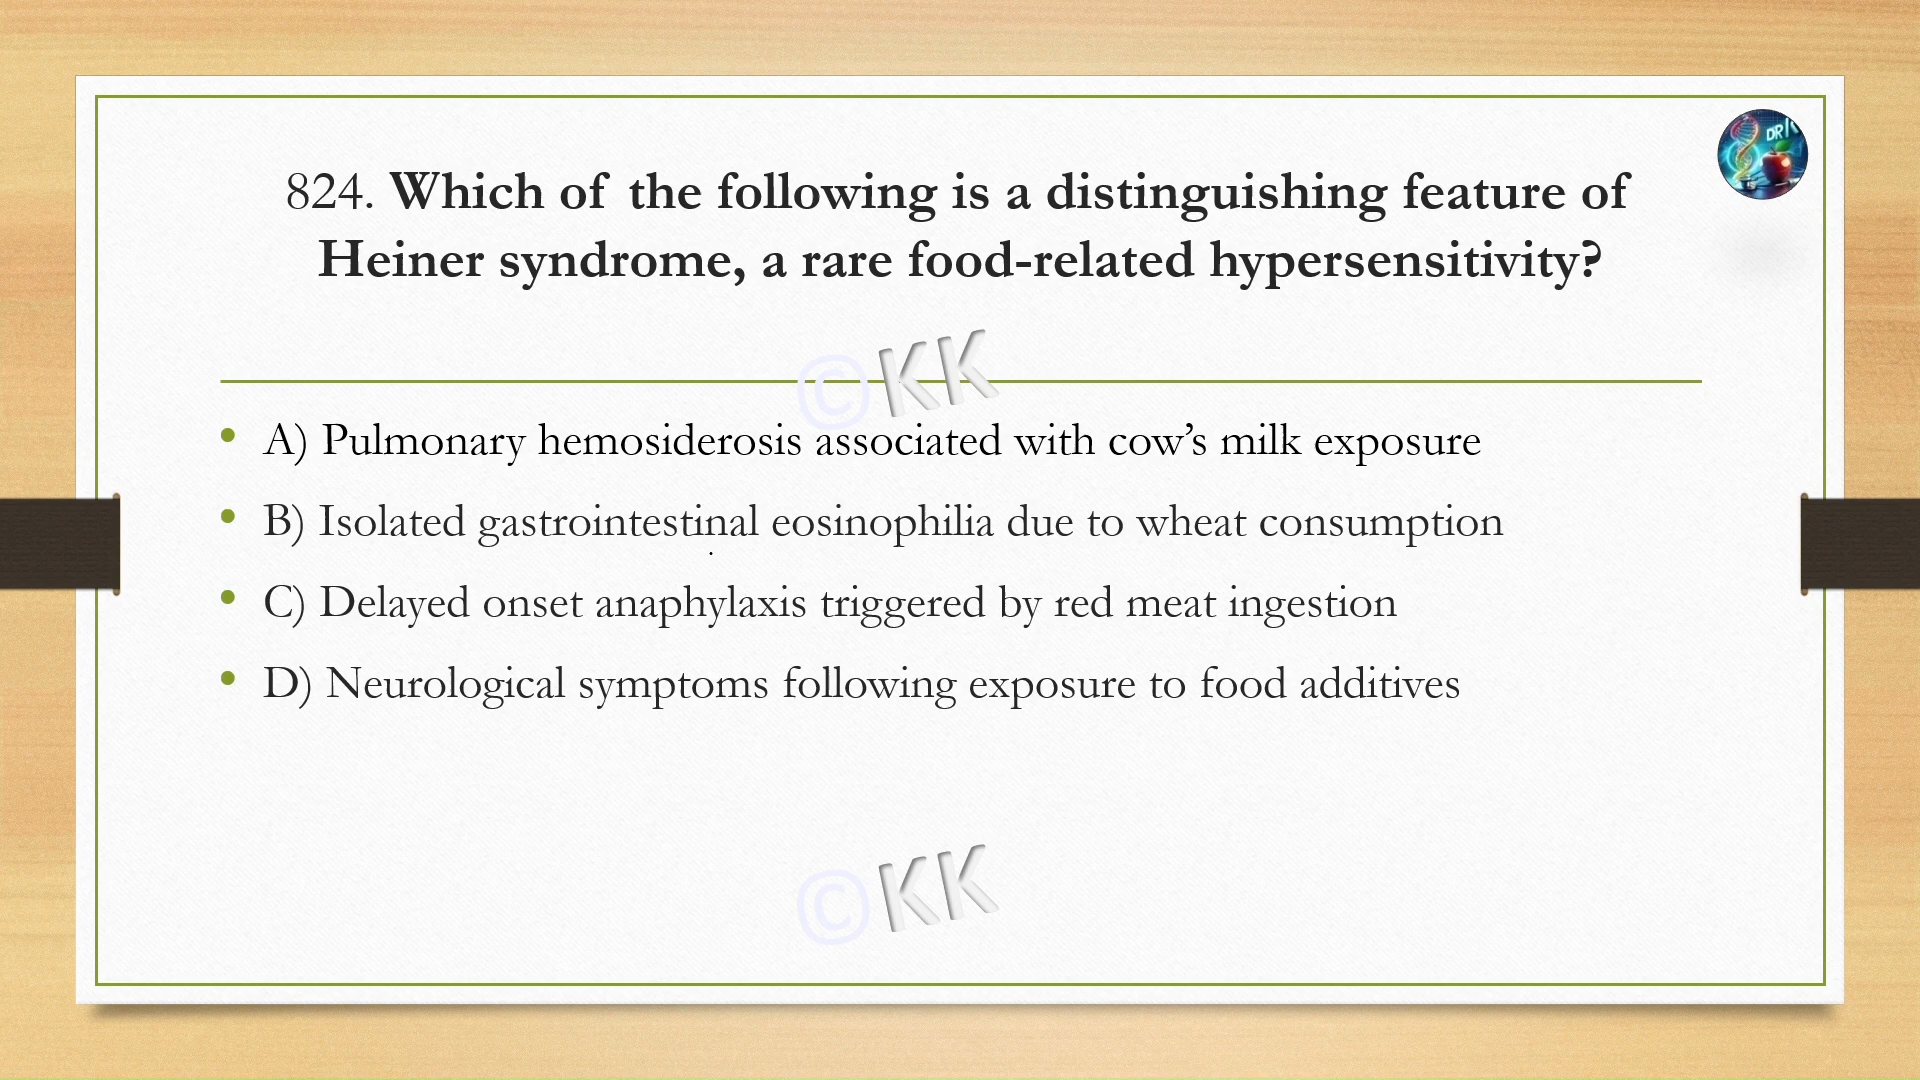 824. Which of the following is a distinguishing feature of
Heiner syndrome, a rare food-related hypersensitivity?
©KK
• A) Pulmonary hemosiderosis associated with cow’s milk exposure
• B) Isolated gastrointestinal eosinophilia due to wheat consumption
• C) Delayed onset anaphylaxis triggered by red meat ingestion
• D) Neurological symptoms following exposure to food additives
©KK